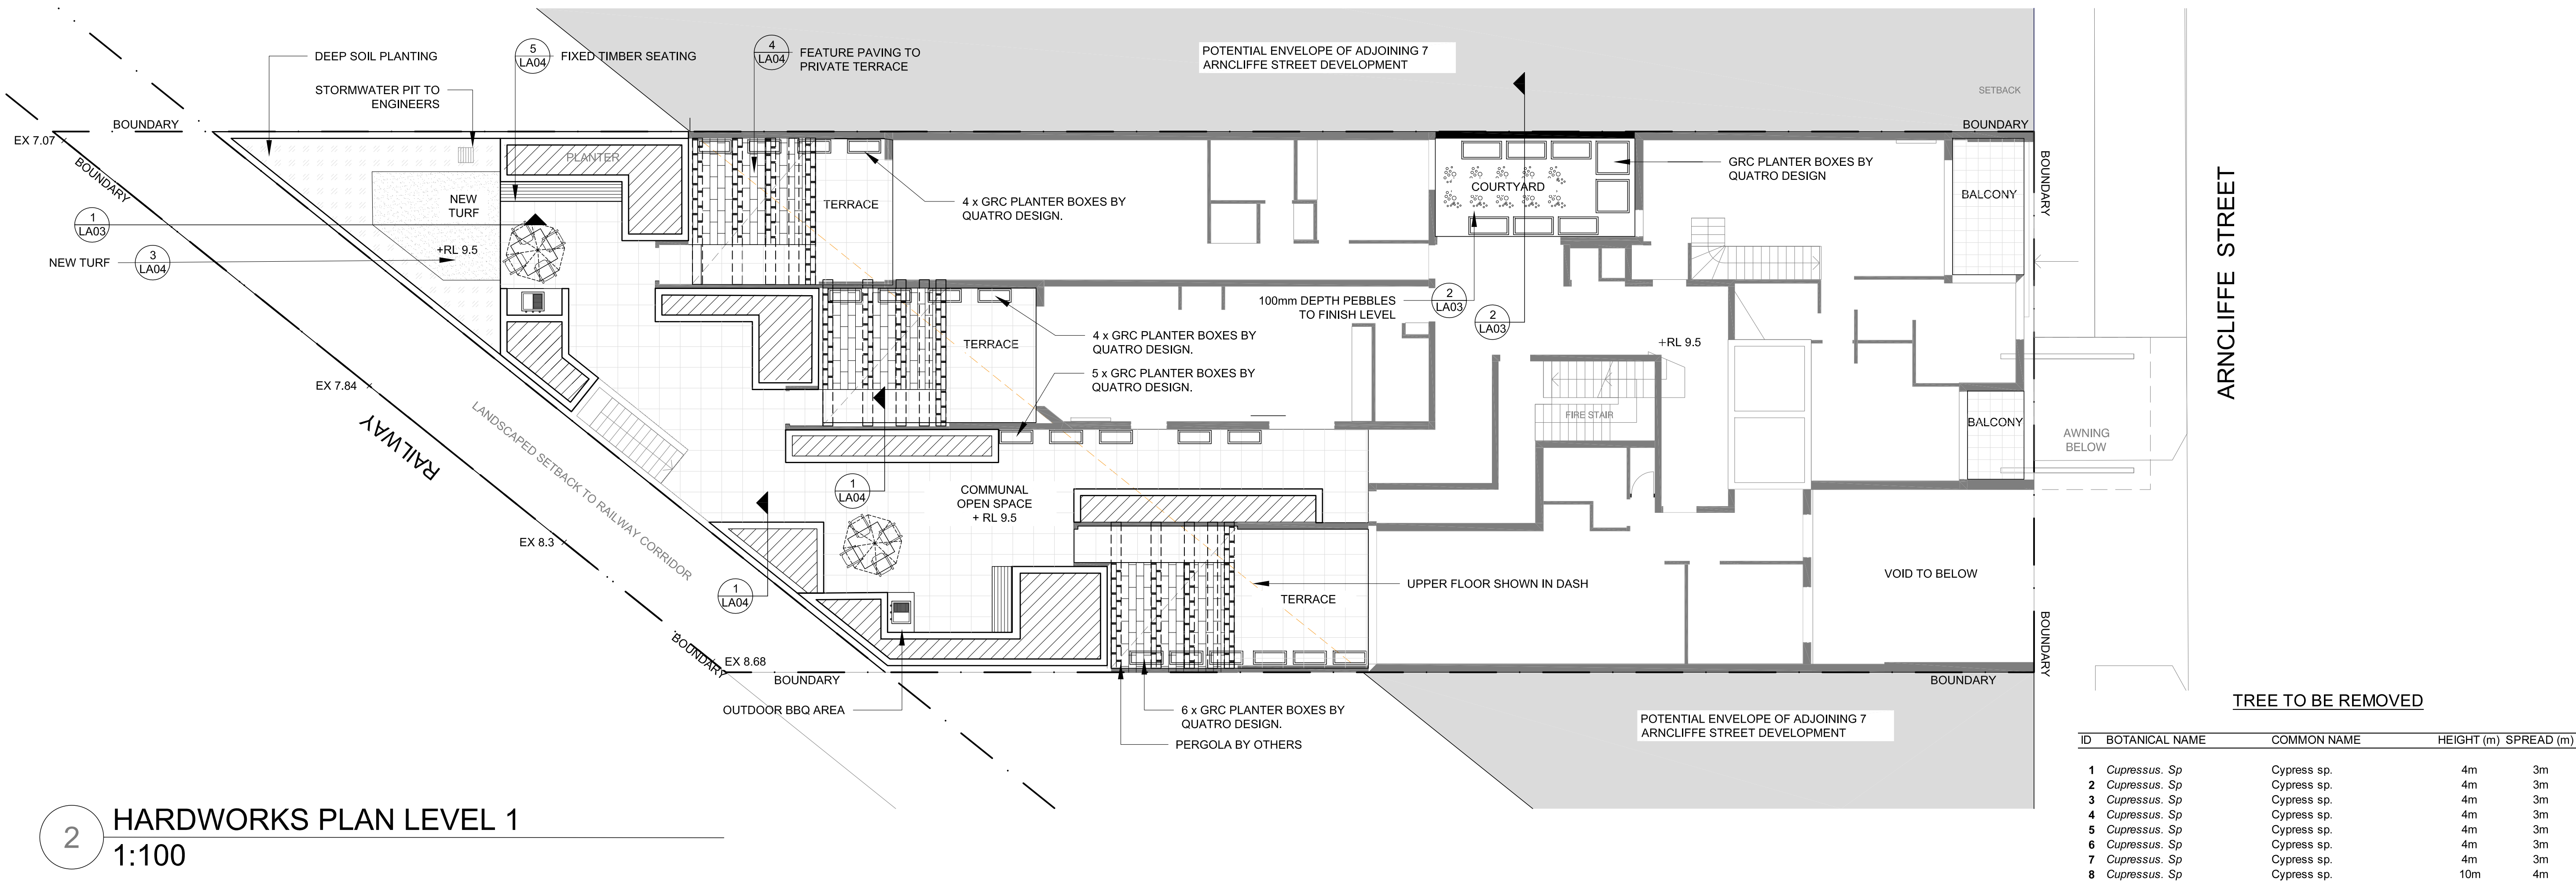 DEEP SOIL PLANTING
5
LA04
FIXED TIMBER SEATING
4
LA04
FEATURE PAVING TO
PRIVATE TERRACE
POTENTIAL ENVELOPE OF ADJOINING 7
ARNCLIFFE STREET DEVELOPMENT
SETBACK
STORMWATER PIT TO
ENGINEERS
BOUNDARY
BOUNDARY
EX 7.07
BOUNDARY
PLANTER
NEW
TURF
+RL 9.5
1
LA03
NEW TURF
3
LA04
TERRACE
4 x GRC PLANTER BOXES BY
QUATRO DESIGN.
COURTYARD
GRC PLANTER BOXES BY
QUATRO DESIGN
BALCONY
BOUNDARY
ARNCLIFFE STREET
100mm DEPTH PEBBLES
TO FINISH LEVEL
2
LA03
2
LA03
4 x GRC PLANTER BOXES BY
QUATRO DESIGN.
TERRACE
5 x GRC PLANTER BOXES BY
QUATRO DESIGN.
+RL 9.5
EX 7.84
RAILWAY
LANDSCAPED SETBACK TO RAILWAY CORRIDOR
FIRE STAIR
BALCONY
AWNING
BELOW
1
LA04
COMMUNAL
OPEN SPACE
+ RL 9.5
EX 8.3
1
LA04
UPPER FLOOR SHOWN IN DASH
TERRACE
VOID TO BELOW
BOUNDARY
BOUNDARY
EX 8.68
BOUNDARY
BOUNDARY
OUTDOOR BBQ AREA
6 x GRC PLANTER BOXES BY
QUATRO DESIGN.
PERGOLA BY OTHERS
POTENTIAL ENVELOPE OF ADJOINING 7
ARNCLIFFE STREET DEVELOPMENT
TREE TO BE REMOVED
ID BOTANICAL NAME COMMON NAME HEIGHT (m) SPREAD (m)
1 Cupressus. Sp Cypress sp. 4m 3m
2 Cupressus. Sp Cypress sp. 4m 3m
3 Cupressus. Sp Cypress sp. 4m 3m
4 Cupressus. Sp Cypress sp. 4m 3m
5 Cupressus. Sp Cypress sp. 4m 3m
6 Cupressus. Sp Cypress sp. 4m 3m
7 Cupressus. Sp Cypress sp. 4m 3m
8 Cupressus. Sp Cypress sp. 10m 4m
2
HARDWORKS PLAN LEVEL 1
1:100